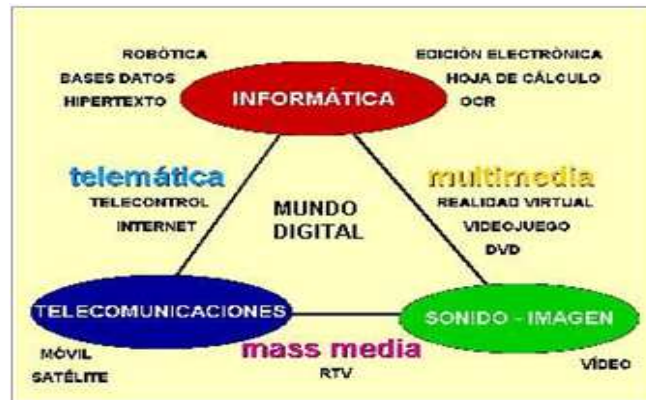 ROBÓTICA
BASES DATOS
HIPERTEXTO
INFORMÁTICA
EDICIÓN ELECTRÓNICA
HOJA DE CÁLCULO
OCR
telemática
TELECONTROL
INTERNET
MUNDO
DIGITAL
multimedia
REALIDAD VIRTUAL
VIDEOJUEGO
DVD
TELECOMUNICACIONES
SONIDO - IMAGEN
MÓVIL
SATÉLITE
mass media
RTV
VÍDEO